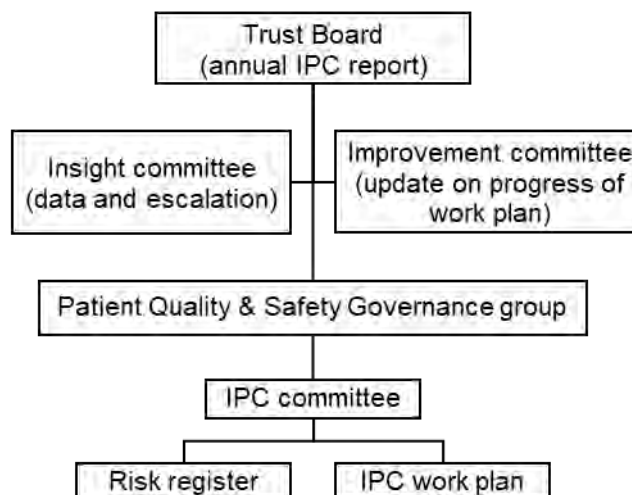 Trust Board
(annual IPC report)
Insight committee
(data and escalation)
Improvement committee
(update on progress of
work plan)
Patient Quality & Safety Governance group
IPC committee
Risk register
IPC work plan